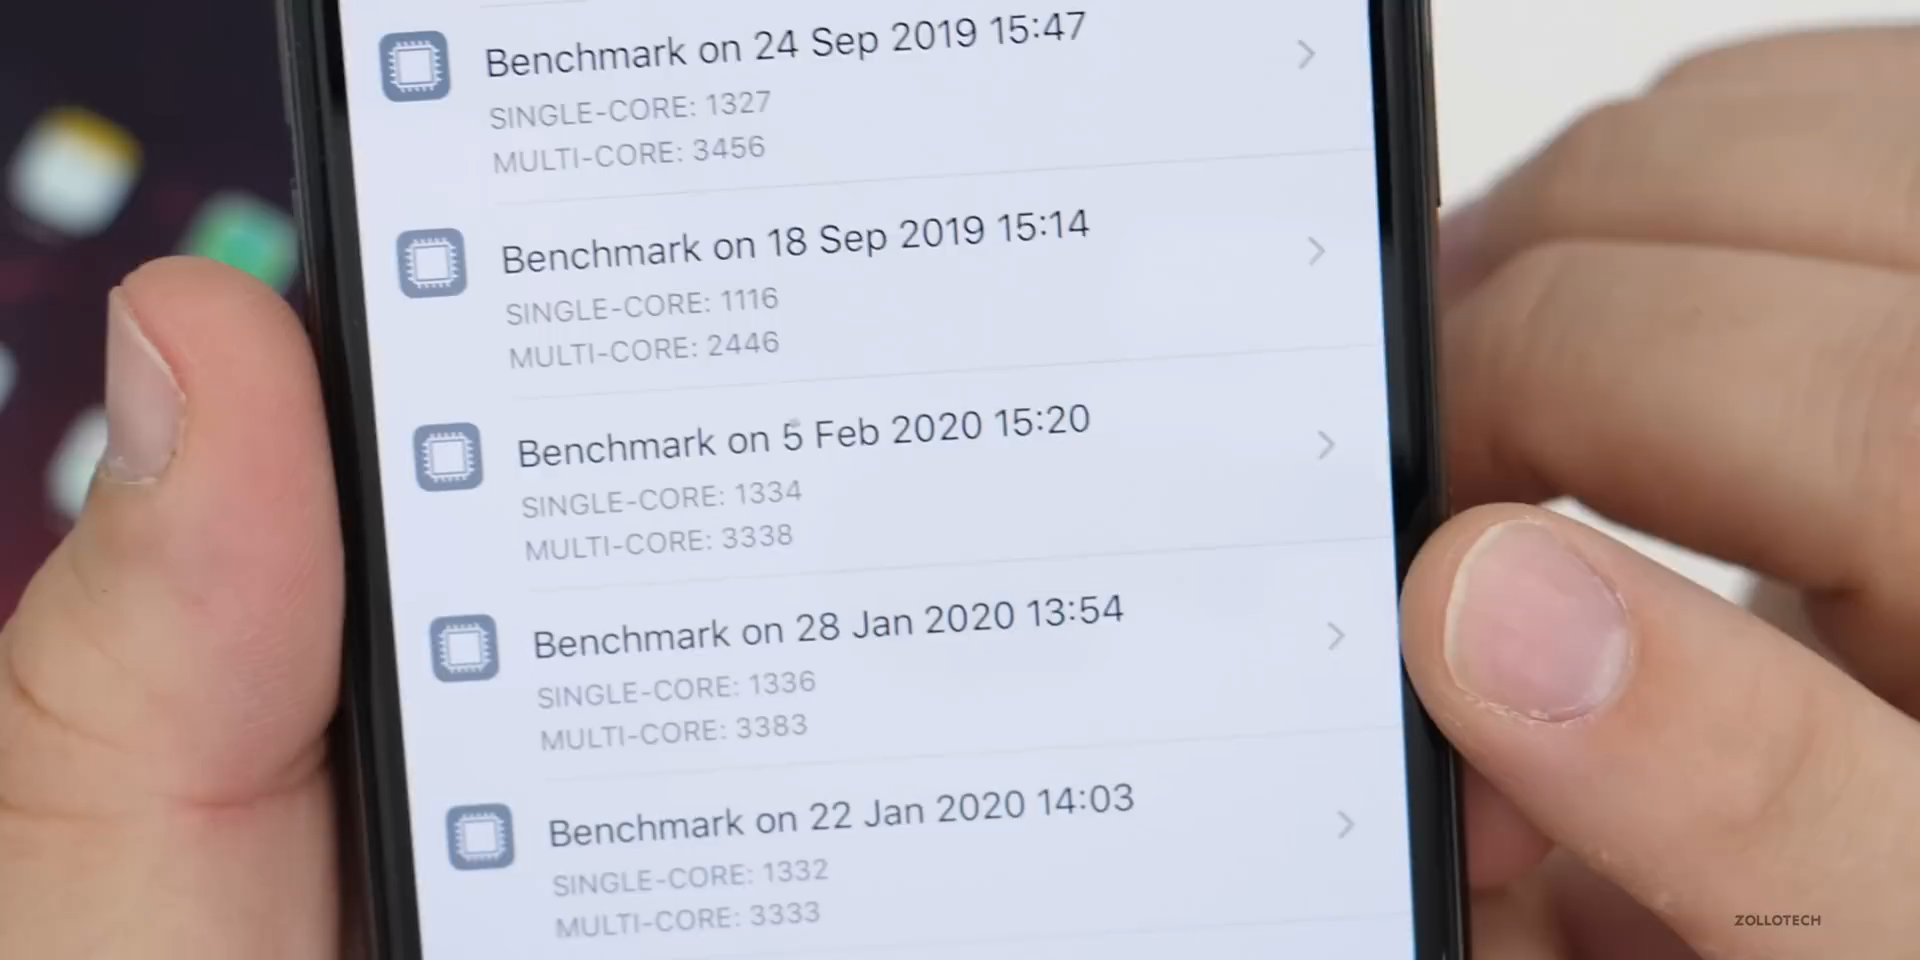 Benchmark on 24 Sep 2019 15:47
SINGLE-CORE: 1327
MULTI-CORE: 3456
Benchmark on 18 Sep 2019 15:14
SINGLE-CORE: 1116
MULTI-CORE: 2446
Benchmark on 5 Feb 2020 15:20
SINGLE-CORE: 1334
MULTI-CORE: 3338
Benchmark on 28 Jan 2020 13:54
SINGLE-CORE: 1336
MULTI-CORE: 3383
Benchmark on 22 Jan 2020 14:03
SINGLE-CORE: 1332
MULTI-CORE: 3333
ZOLLOTECH